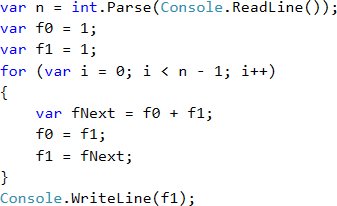 var n = int.Parse(Console.ReadLine());
var f0 = 1;
var f1 = 1;
for (var i = 0; i < n - 1; i++)
{
    var fNext = f0 + f1;
    f0 = f1;
    f1 = fNext;
}
Console.WriteLine(f1);